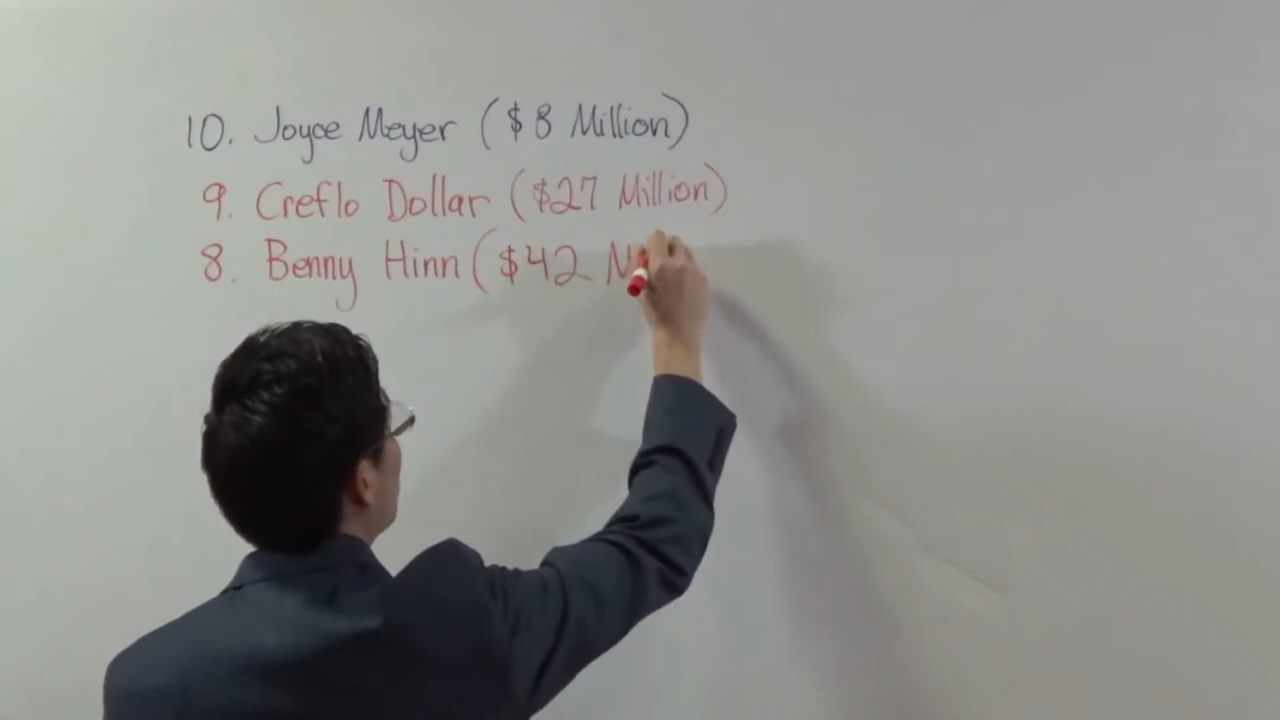 10. Joyce Meyer ($8 Million)
9. Creflo Dollar ($27 Million)
8. Benny Hinn ($42 M